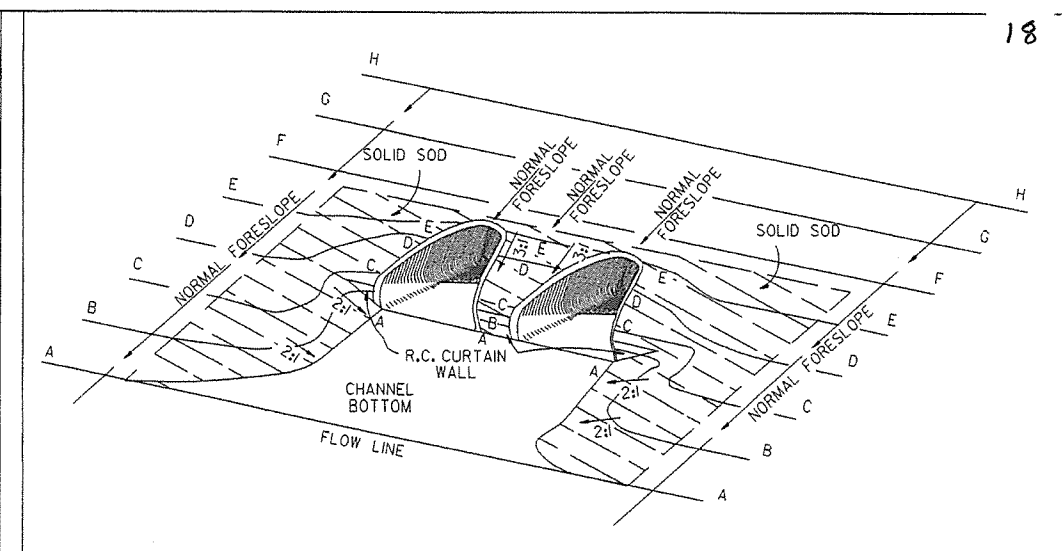 18
H
G
F
SOLID SOD
E
D
C
B
A
NORMAL FORESLOPE
NORMAL
FORESLOPE
NORMAL
FORESLOPE
NORMAL
FORESLOPE
SOLID SOD
H
G
F
E
D
C
B
A
NORMAL FORESLOPE
E
D
C
A
3:1
E
D
3:1
C
B
A
E
D
C
A
2:1
2:1
2:1
2:1
R.C. CURTAIN
WALL
CHANNEL
BOTTOM
FLOW LINE